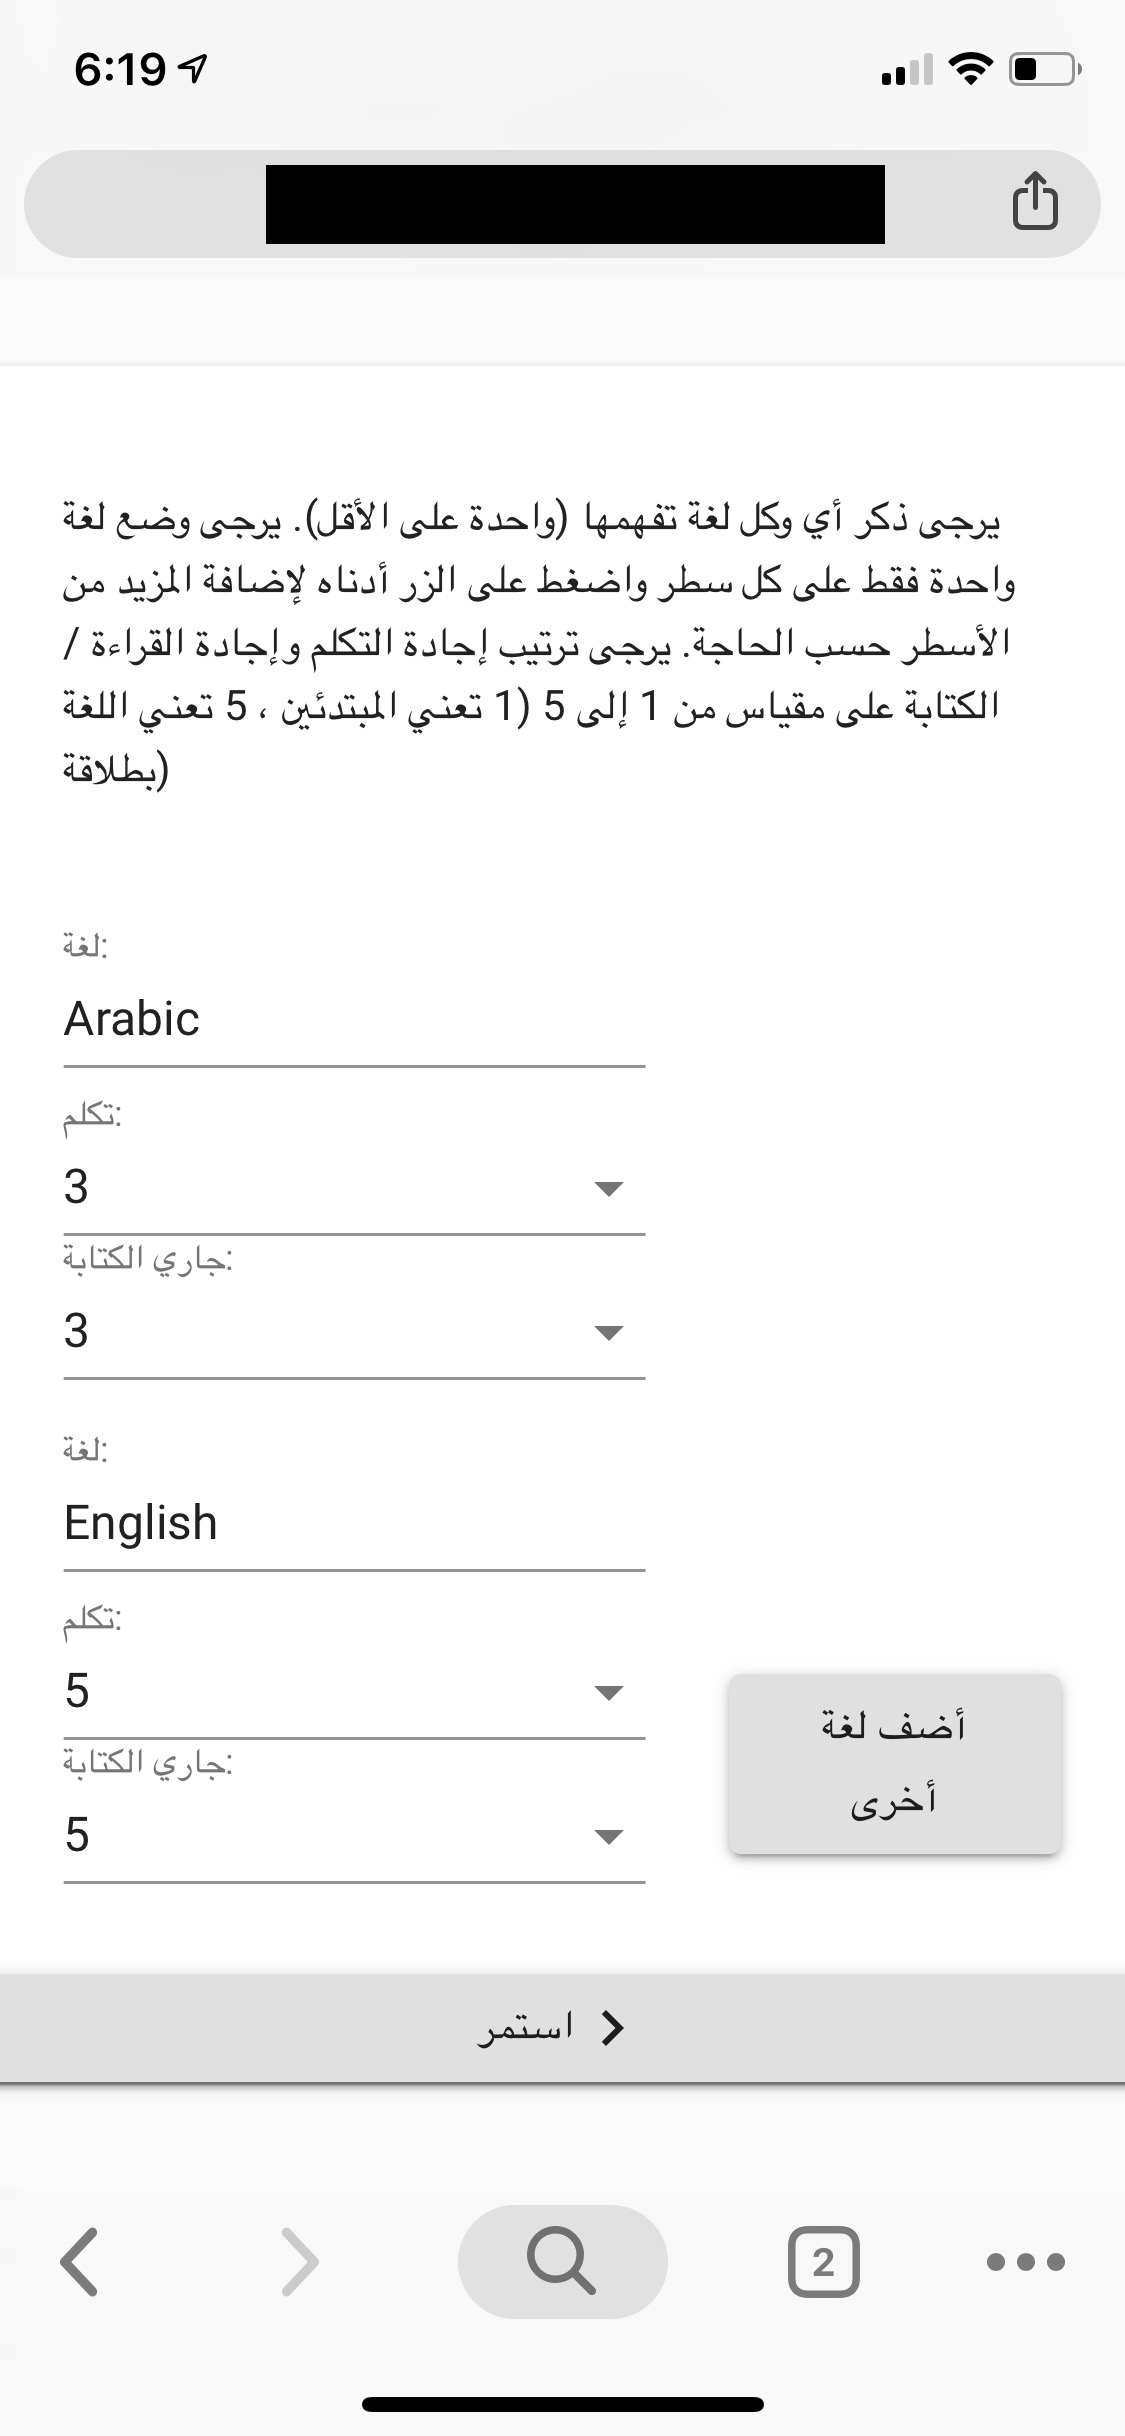 6:19
يرجى ذكر أي وكل لغة تفهمها (واحدة على الأقل). يرجى وضع لغة
واحدة فقط على كل سطر واضغط على الزر أدناه لإضافة المزيد من
الأسطر حسب الحاجة. يرجى ترتيب إجادة التكلم وإجادة القراءة /
الكتابة على مقياس من 1 إلى 5 (1 تعني المبتدئين ، 5 تعني اللغة
بطلاقة)
لغة:
Arabic
تكلم:
3
جاري الكتابة:
3
لغة:
English
تكلم:
5
جاري الكتابة:
5
أضف لغة
أخرى
استمر
2